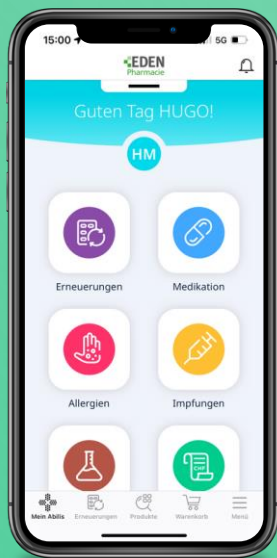 15:00
5G
EDEN
Pharmacie
Guten Tag HUGO!
HM
Erneuerungen
Medikation
Allergien
Impfungen
CHF
Mein Abilis
Erneuerungen
Produkte
Warenkorb
Menü